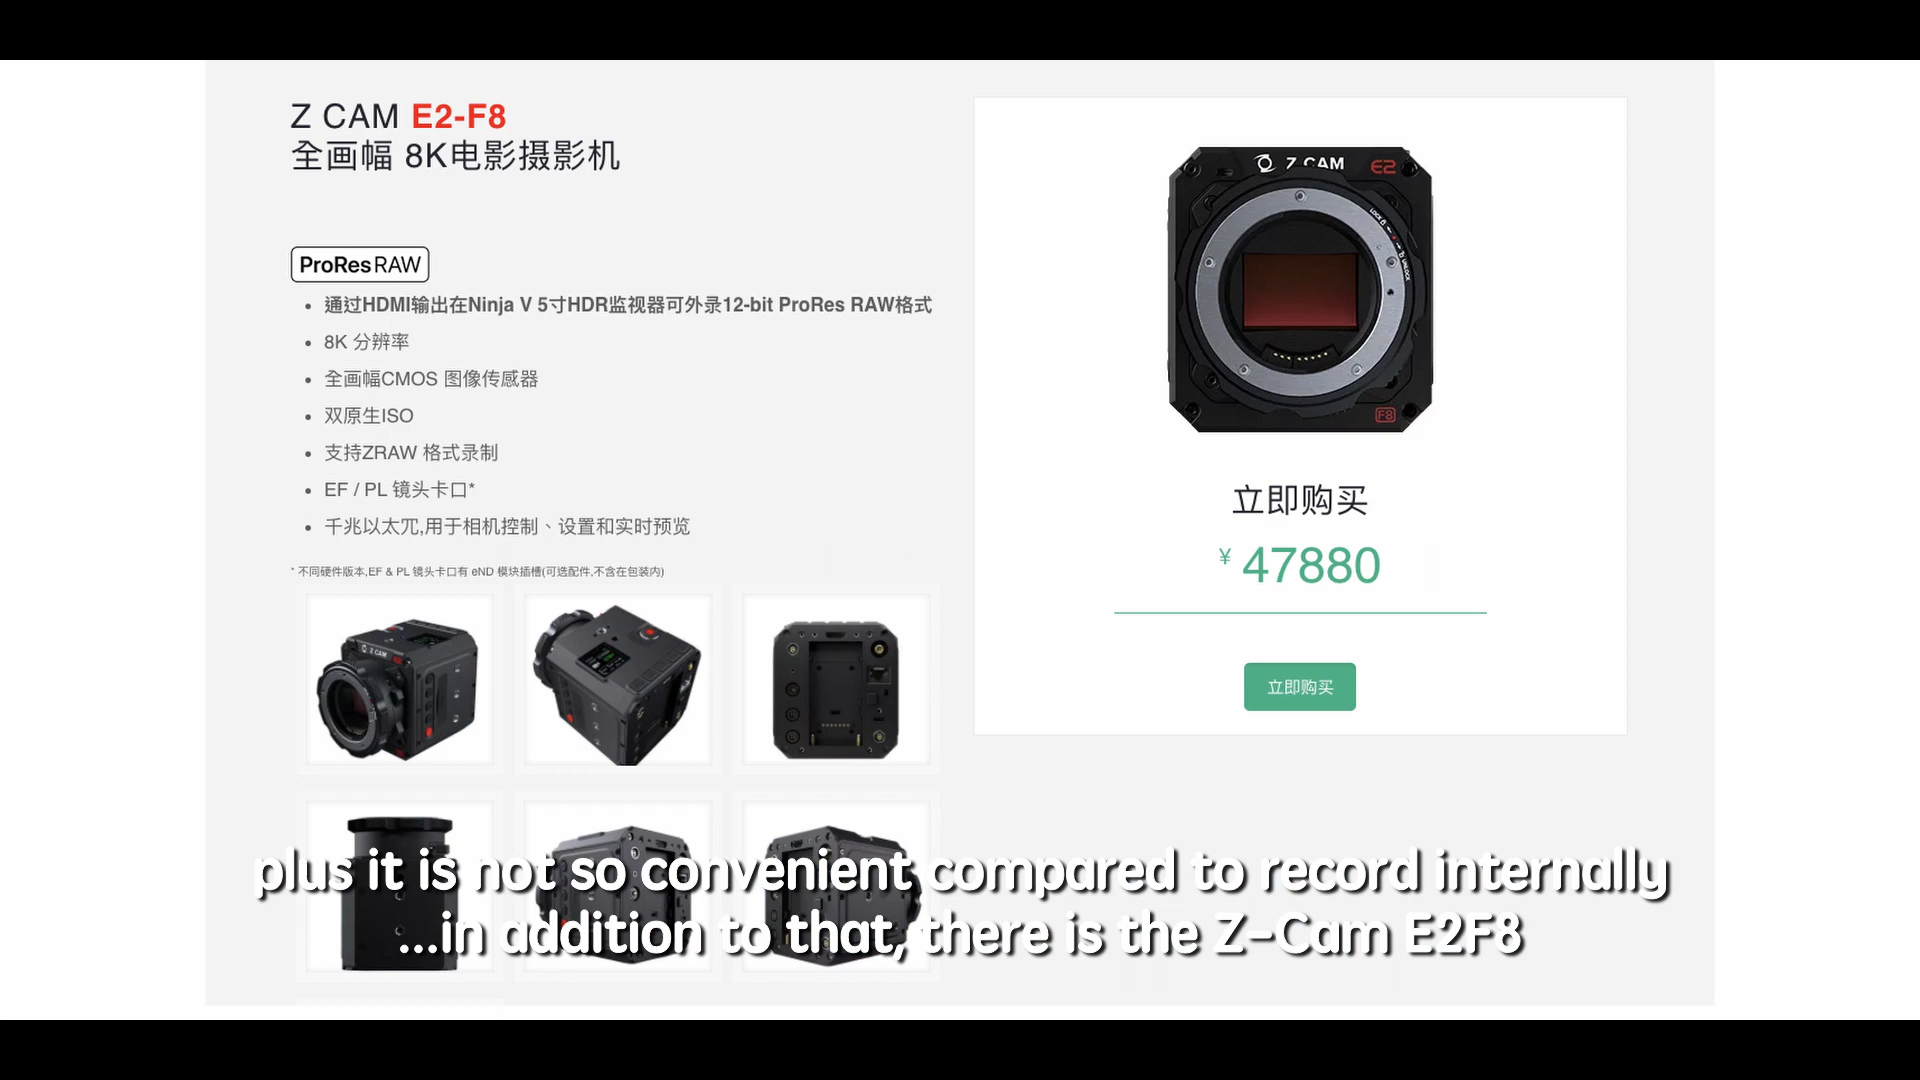 Z CAM E2-F8
全画幅 8K电影摄影机
ProRes RAW
通过HDMI输出在Ninja V 5寸HDR监视器可外录12-bit ProRes RAW格式
8K 分辨率
全画幅CMOS 图像传感器
双原生ISO
支持ZRAW 格式录制
EF / PL 镜头卡口*
千兆以太冗,用于相机控制、设置和实时预览
* 不同硬件版本,EF & PL 镜头卡口有 eND 模块插槽(可选配件,不含在包装内)
Z CAM E2
LOCK
UNLOCK
F8
立即购买
¥ 47880
立即购买
Z CAM
plus it is not so convenient compared to record internally
...in addition to that, there is the Z-Cam E2F8